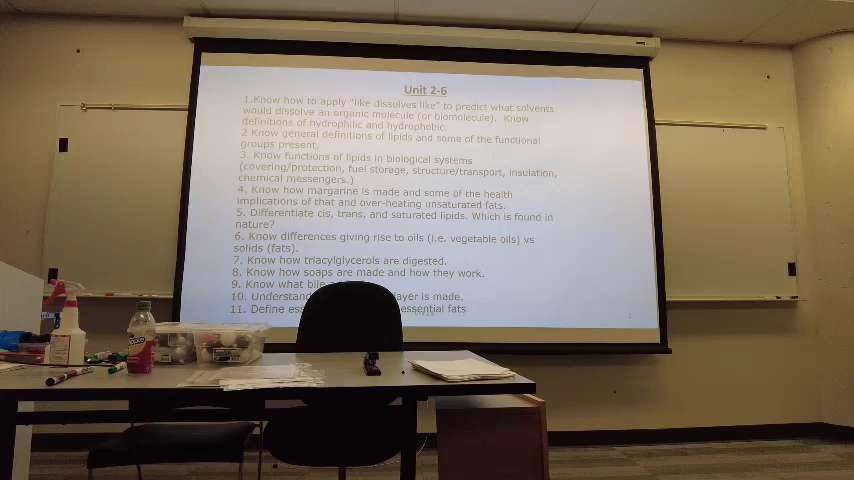 Unit 2-6
1.Know how to apply "like dissolves like" to predict what solvents
would dissolve an organic molecule (or biomolecule). Know
definitions of hydrophilic and hydrophobic.
2 Know general definitions of lipids and some of the functional
groups present.
3. Know functions of lipids in biological systems
(covering/protection, fuel storage, structure/transport, insulation,
chemical messengers.)
4. Know how margarine is made and some of the health
implications of that and over-heating unsaturated fats.
5. Differentiate cis, trans, and saturated lipids. Which is found in
nature?
6. Know differences giving rise to oils (i.e. vegetable oils) vs
solids (fats).
7. Know how triacylglycerols are digested.
8. Know how soaps are made and how they work.
9. Know what bile
10. Understand layer is made.
11. Define ess essential fats